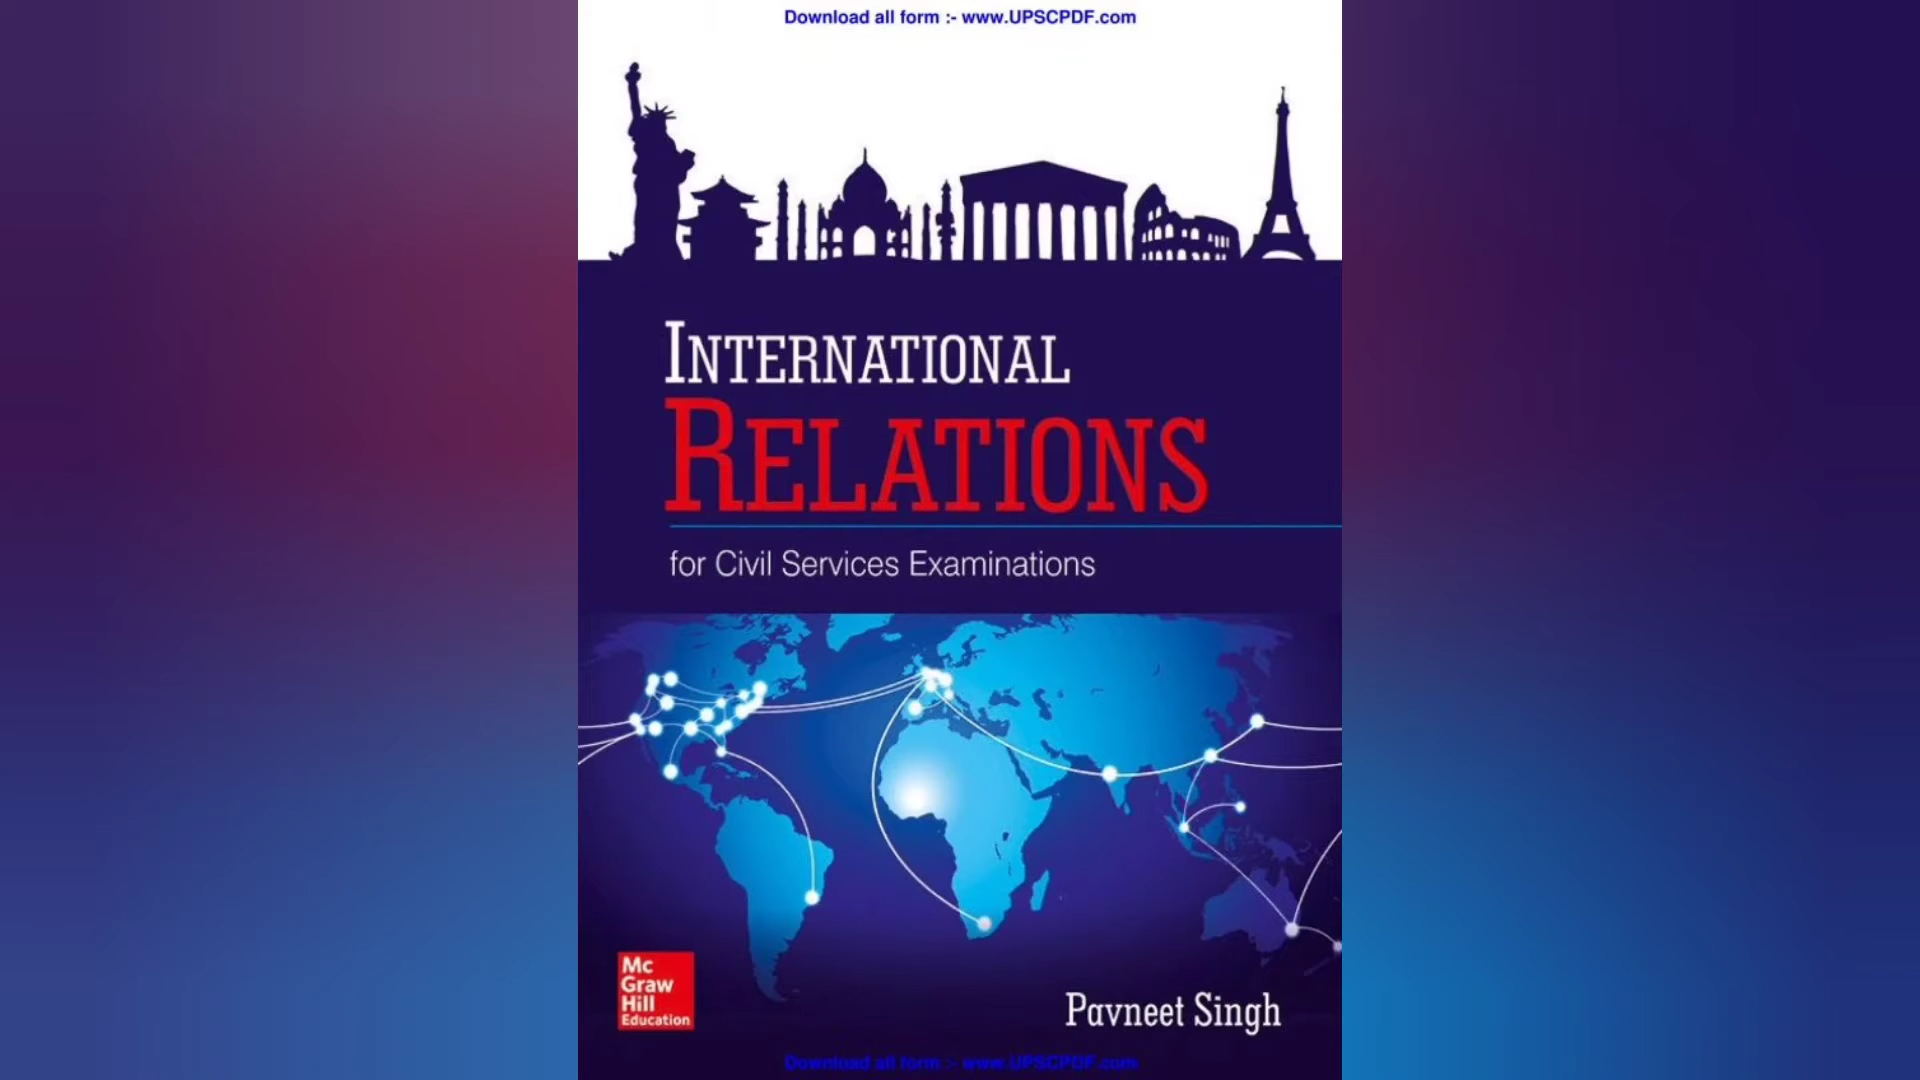 Download all form :- www.UPSCPDF.com
INTERNATIONAL
RELATIONS
for Civil Services Examinations
Mc
Graw
Hill
Education
Pavneet Singh
Download all form :- www.UPSCPDF.com